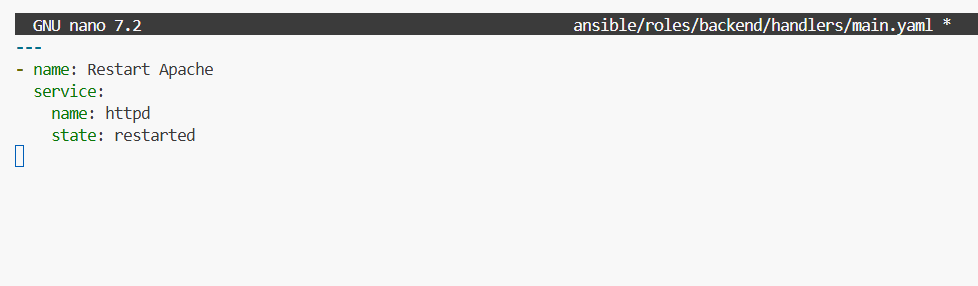 GNU nano 7.2 ansible/roles/backend/handlers/main.yaml *
---
- name: Restart Apache
  service:
    name: httpd
    state: restarted